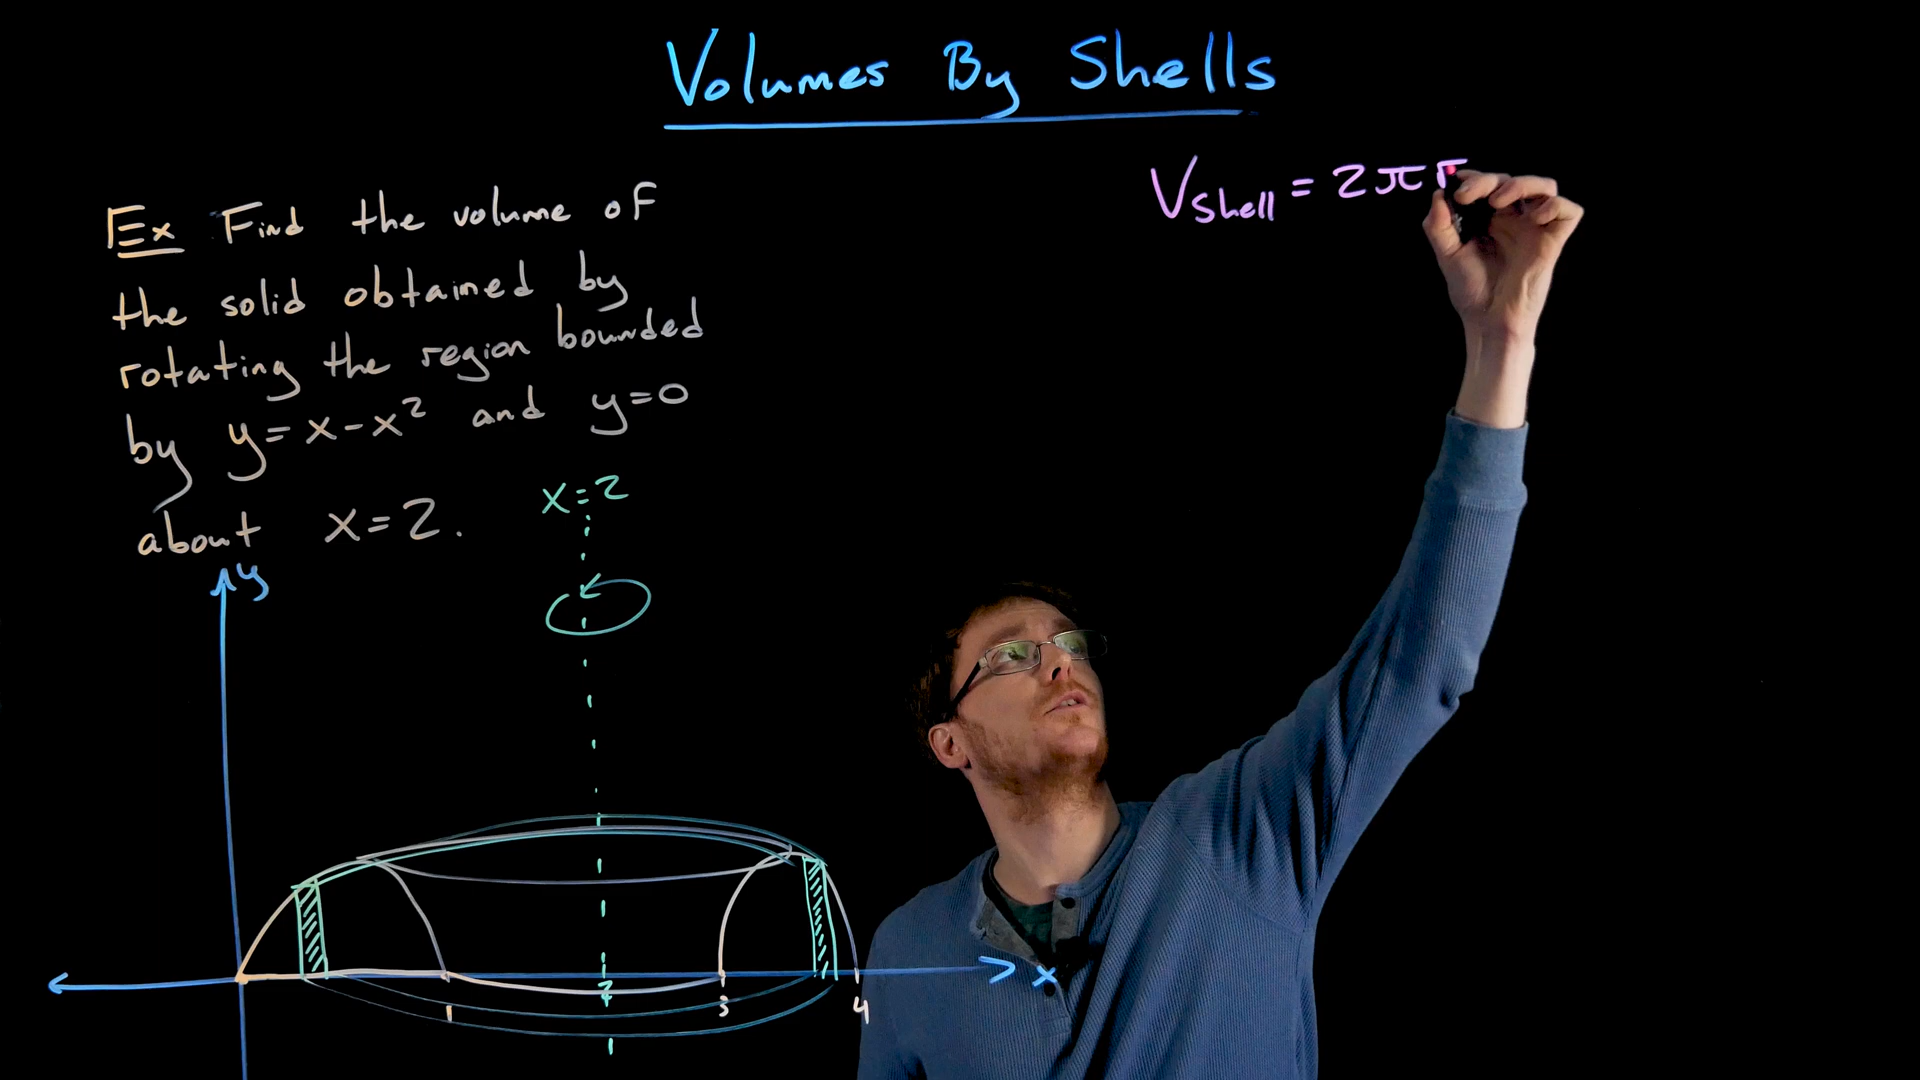 Volumes By Shells
V_shell = 2πr
Ex Find the volume of
the solid obtained by
rotating the region bounded
by y=x-x² and y=0
about x=2.
x=2
y
x
2
3
4
1